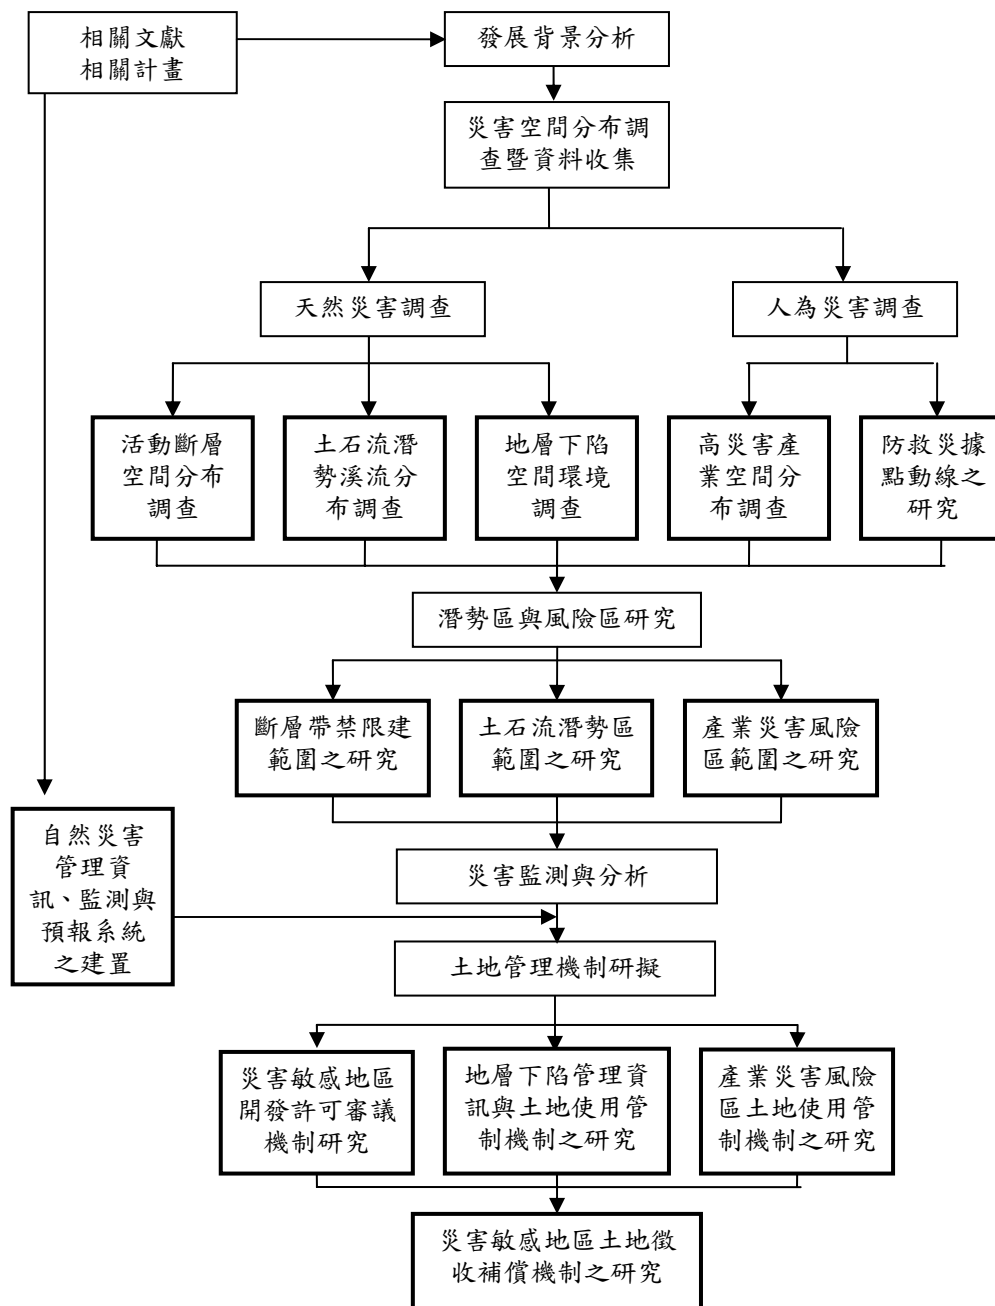 相關文獻
相關計畫
發展背景分析
災害空間分布調
查暨資料收集
天然災害調查
人為災害調查
活動斷層
空間分布
調查
土石流潛
勢溪流分
布調查
地層下陷
空間環境
調查
高災害產
業空間分
布調查
防救災據
點動線之
研究
潛勢區與風險區研究
斷層帶禁限建
範圍之研究
土石流潛勢區
範圍之研究
產業災害風險
區範圍之研究
自然災害
管理資
訊、監測與
預報系統
之建置
災害監測與分析
土地管理機制研擬
災害敏感地區
開發許可審議
機制研究
地層下陷管理資
訊與土地使用管
制機制之研究
產業災害風險
區土地使用管
制機制之研究
災害敏感地區土地徵
收補償機制之研究